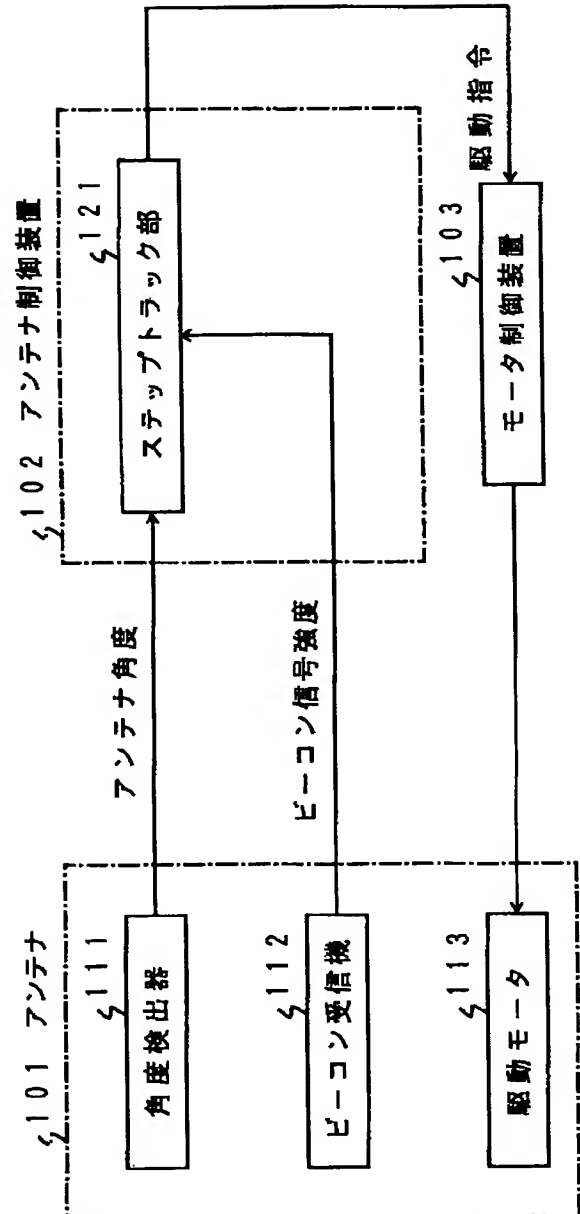 101 アンテナ
111
角度検出器
112
ビーコン受信機
113
駆動モータ
アンテナ角度
ビーコン信号強度
102 アンテナ制御装置
121
ステップトラック部
103
モータ制御装置
駆動指令